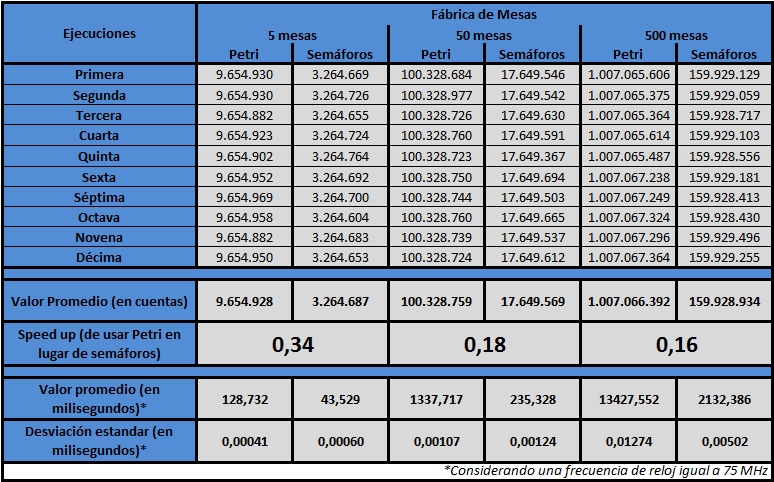 Ejecuciones Fábrica de Mesas
5 mesas 50 mesas 500 mesas
Petri Semáforos Petri Semáforos Petri Semáforos
Primera 9.654.930 3.264.669 100.328.684 17.649.546 1.007.065.606 159.929.129
Segunda 9.654.930 3.264.726 100.328.977 17.649.542 1.007.065.375 159.929.059
Tercera 9.654.882 3.264.655 100.328.726 17.649.630 1.007.065.364 159.928.717
Cuarta 9.654.923 3.264.724 100.328.760 17.649.591 1.007.065.614 159.929.103
Quinta 9.654.902 3.264.764 100.328.723 17.649.367 1.007.065.487 159.928.556
Sexta 9.654.952 3.264.692 100.328.750 17.649.694 1.007.067.238 159.929.181
Séptima 9.654.969 3.264.700 100.328.744 17.649.503 1.007.067.249 159.928.413
Octava 9.654.958 3.264.604 100.328.760 17.649.665 1.007.067.324 159.928.430
Novena 9.654.882 3.264.683 100.328.739 17.649.537 1.007.067.296 159.929.496
Décima 9.654.950 3.264.653 100.328.724 17.649.612 1.007.067.364 159.929.255
Valor Promedio (en cuentas) 9.654.928 3.264.687 100.328.759 17.649.569 1.007.066.392 159.928.934
Speed up (de usar Petri en
lugar de semáforos) 0,34 0,18 0,16
Valor promedio (en
milisegundos)* 128,732 43,529 1337,717 235,328 13427,552 2132,386
Desviación estandar (en
milisegundos)* 0,00041 0,00060 0,00107 0,00124 0,01274 0,00502
*Considerando una frecuencia de reloj igual a 75 MHz